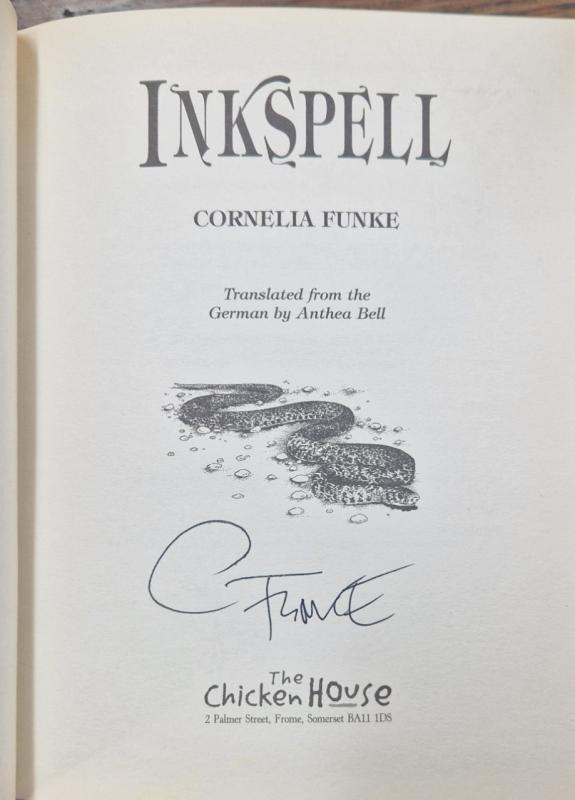 INKSPELL
CORNELIA FUNKE
Translated from the
German by Anthea Bell
C Funke
The
Chicken House
2 Palmer Street, Frome, Somerset BA11 1DS